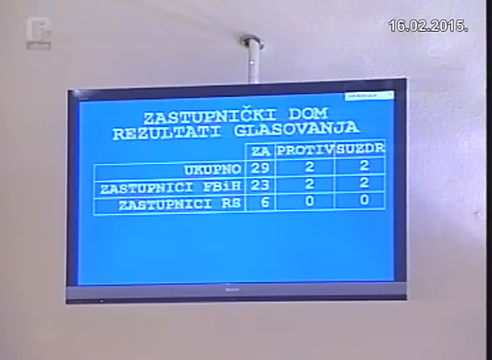 16.02.2015.
ZASTUPNIČKI DOM
REZULTATI GLASOVANJA
ZA PROTIV SUZDR
UKUPNO 29 2 2
ZASTUPNICI FBiH 23 2 2
ZASTUPNICI RS 6 0 0